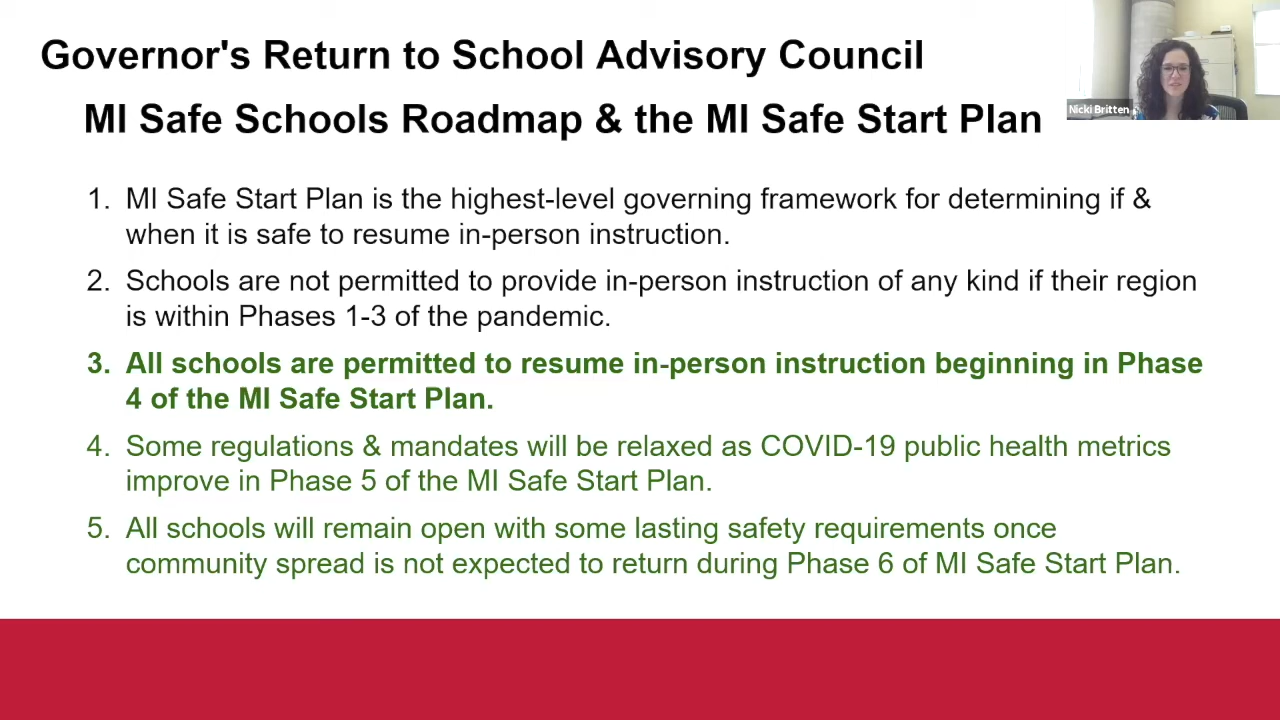 Governor's Return to School Advisory Council
MI Safe Schools Roadmap & the MI Safe Start Plan
Nicki Britten
1. MI Safe Start Plan is the highest-level governing framework for determining if &
when it is safe to resume in-person instruction.
2. Schools are not permitted to provide in-person instruction of any kind if their region
is within Phases 1-3 of the pandemic.
3. All schools are permitted to resume in-person instruction beginning in Phase
4 of the MI Safe Start Plan.
4. Some regulations & mandates will be relaxed as COVID-19 public health metrics
improve in Phase 5 of the MI Safe Start Plan.
5. All schools will remain open with some lasting safety requirements once
community spread is not expected to return during Phase 6 of MI Safe Start Plan.